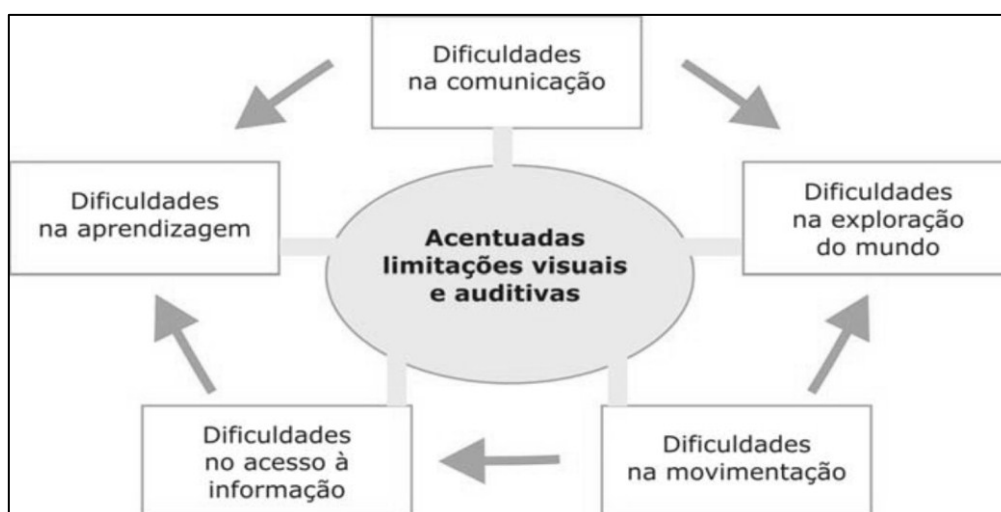 Dificuldades
na comunicação
Dificuldades
na aprendizagem
Acentuadas
limitações visuais
e auditivas
Dificuldades
na exploração
do mundo
Dificuldades
no acesso à
informação
Dificuldades
na movimentação